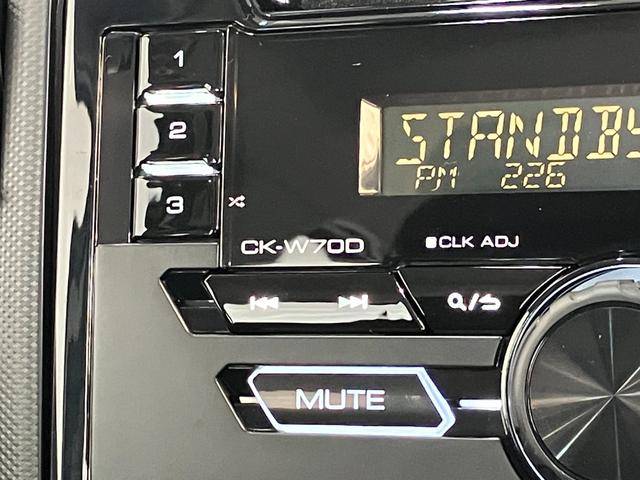 1
2
3
STANDBY
PM 226
CK-W70D
CLK ADJ
MUTE